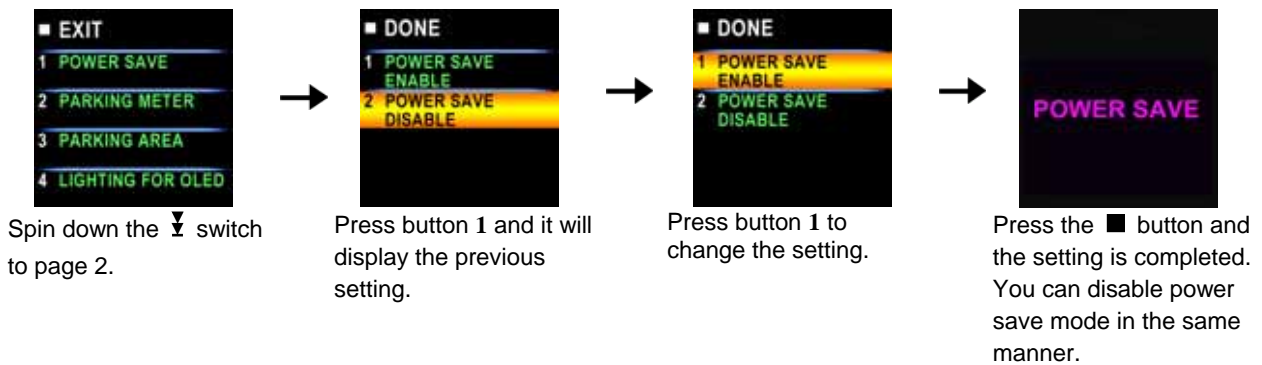 ■ EXIT
1 POWER SAVE
2 PARKING METER
3 PARKING AREA
4 LIGHTING FOR OLED
Spin down the switch
to page 2.
■ DONE
1 POWER SAVE
ENABLE
2 POWER SAVE
DISABLE
Press button 1 and it will
display the previous
setting.
■ DONE
1 POWER SAVE
ENABLE
2 POWER SAVE
DISABLE
Press button 1 to
change the setting.
POWER SAVE
Press the ■ button and
the setting is completed.
You can disable power
save mode in the same
manner.